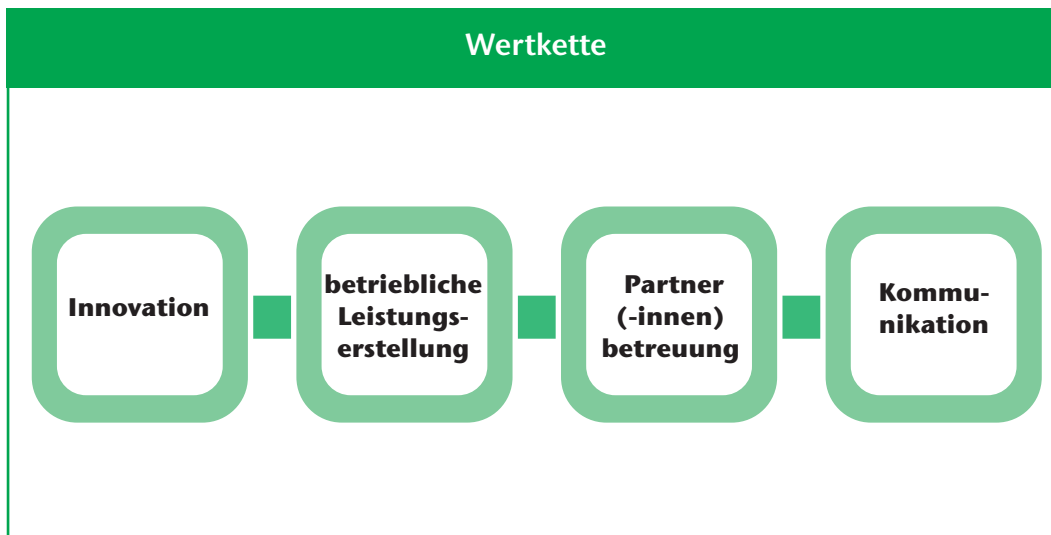 Wertkette
Innovation
betriebliche
Leistungs-
erstellung
Partner
(-innen)
betreuung
Kommu-
nikation